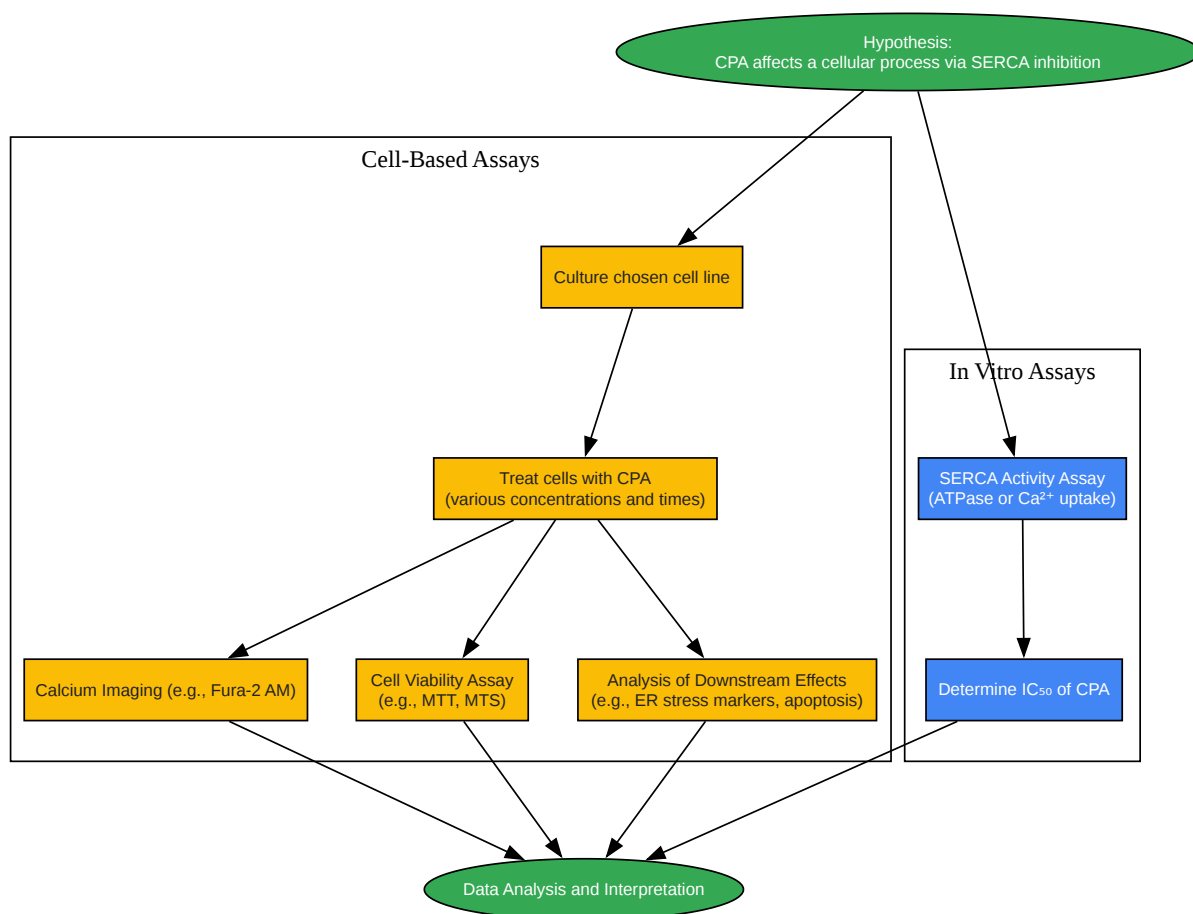 Hypothesis:
CPA affects a cellular process via SERCA inhibition
Cell-Based Assays
Culture chosen cell line
In Vitro Assays
Treat cells with CPA
(various concentrations and times)
SERCA Activity Assay
(ATPase or Ca²⁺ uptake)
Calcium Imaging (e.g., Fura-2 AM)
Cell Viability Assay
(e.g., MTT, MTS)
Analysis of Downstream Effects
(e.g., ER stress markers, apoptosis)
Determine IC₅₀ of CPA
Data Analysis and Interpretation